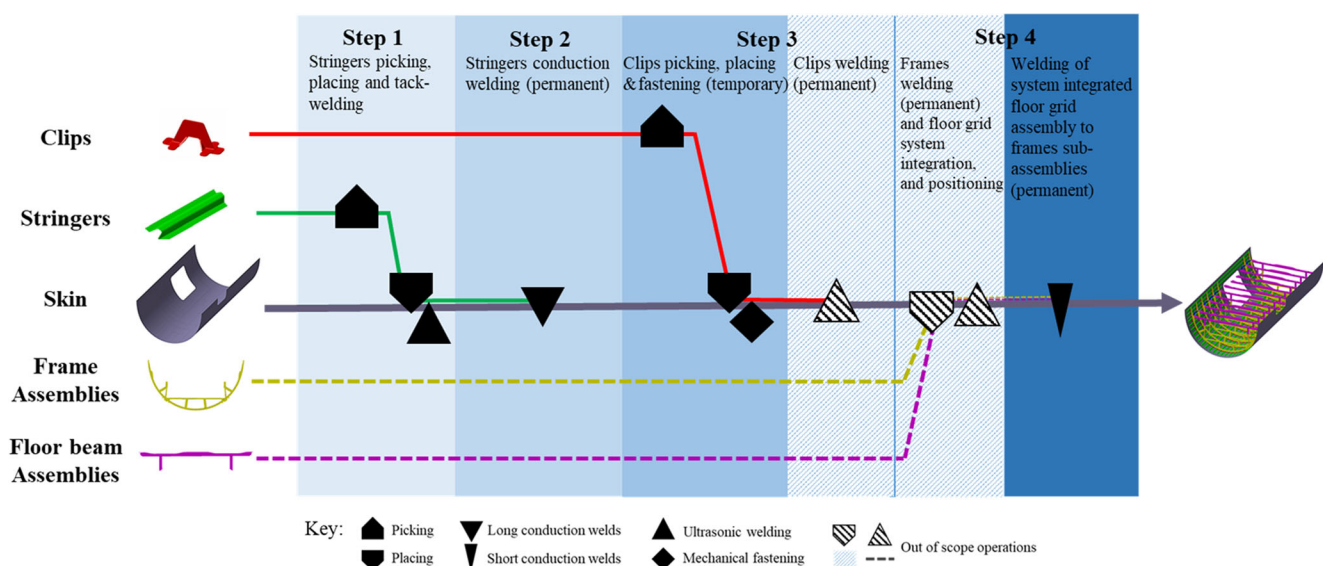 Step 1
Stringers picking,
placing and tack-
welding
Step 2
Stringers conduction
welding (permanent)
Step 3
Clips picking, placing
& fastening (temporary)
Clips welding
(permanent)
Step 4
Frames
welding
(permanent)
and floor grid
system
integration,
and positioning
Welding of
system integrated
floor grid
assembly to
frames sub-
assemblies
(permanent)
Clips
Stringers
Skin
Frame
Assemblies
Floor beam
Assemblies
Key:
Picking
Long conduction welds
Ultrasonic welding
Placing
Short conduction welds
Mechanical fastening
Out of scope operations